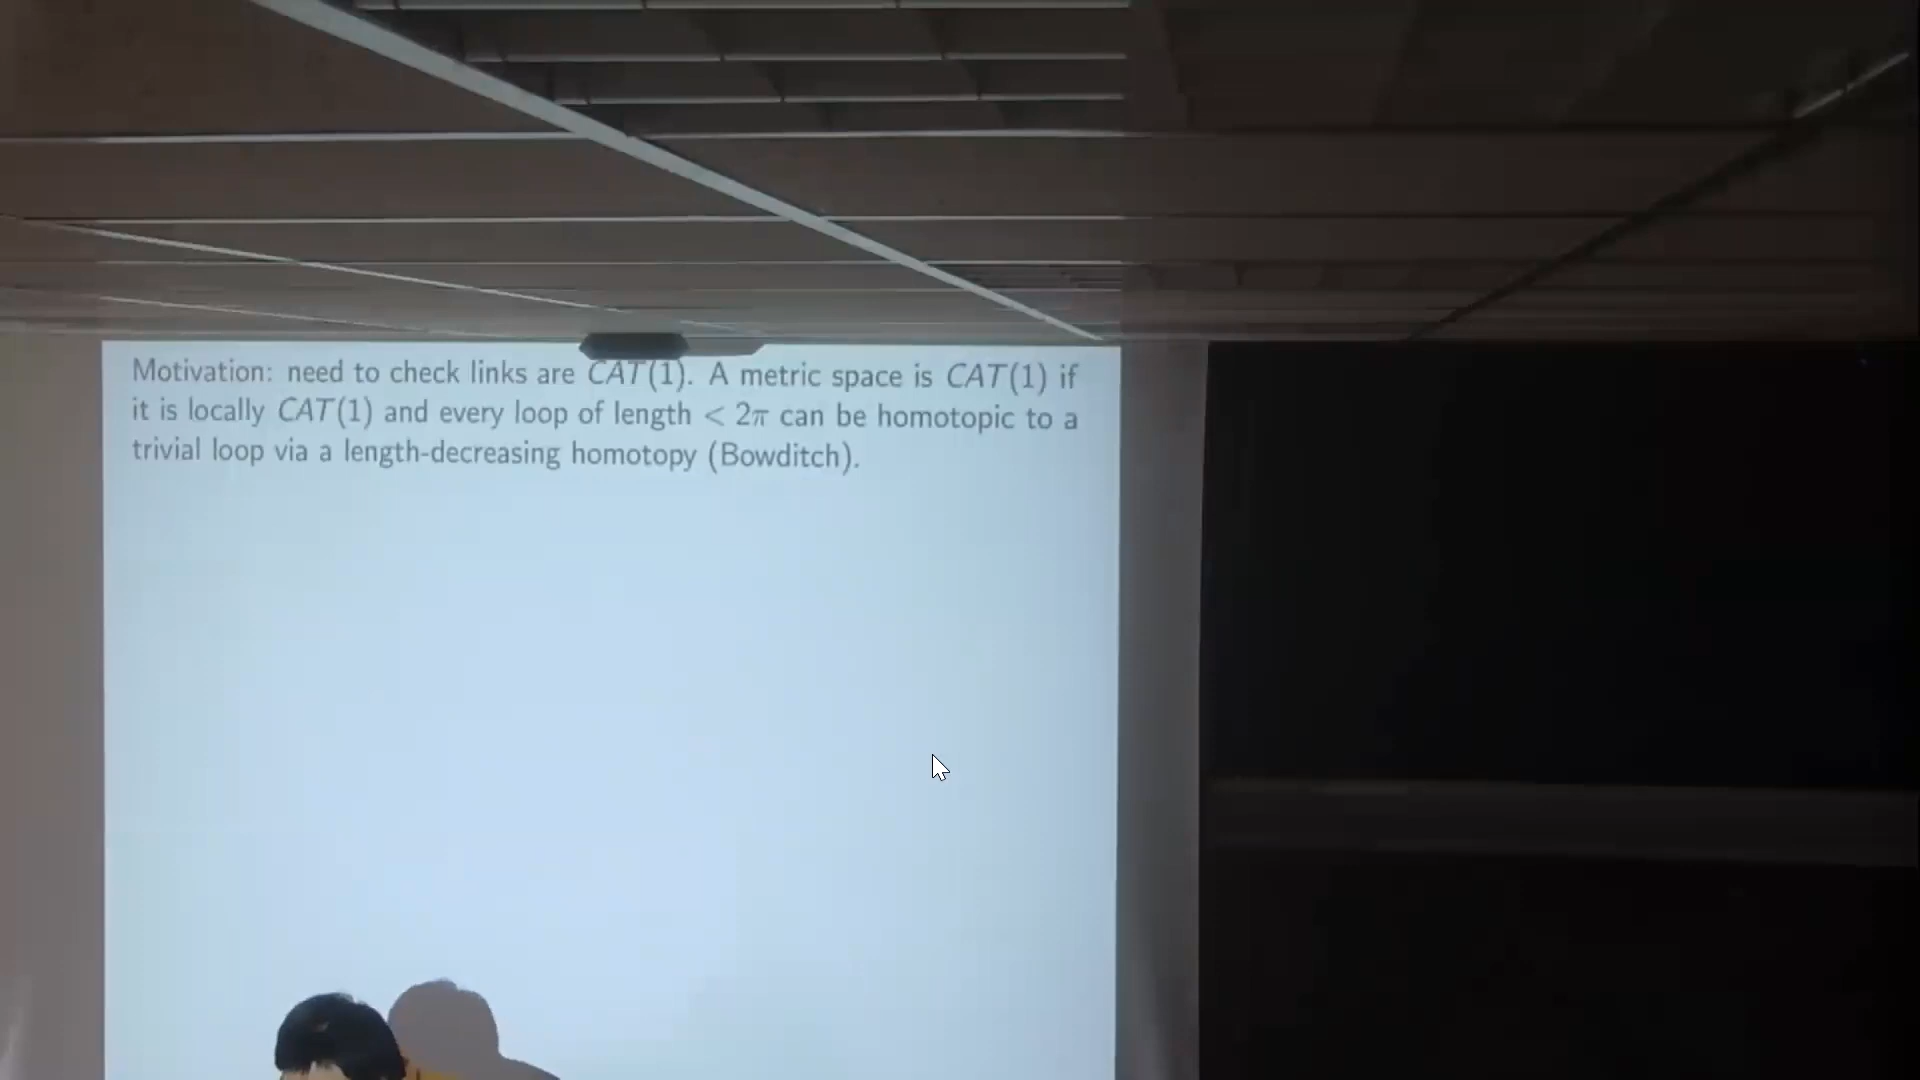 Motivation: need to check links are CAT(1). A metric space is CAT(1) if
it is locally CAT(1) and every loop of length < 2π can be homotopic to a
trivial loop via a length-decreasing homotopy (Bowditch).